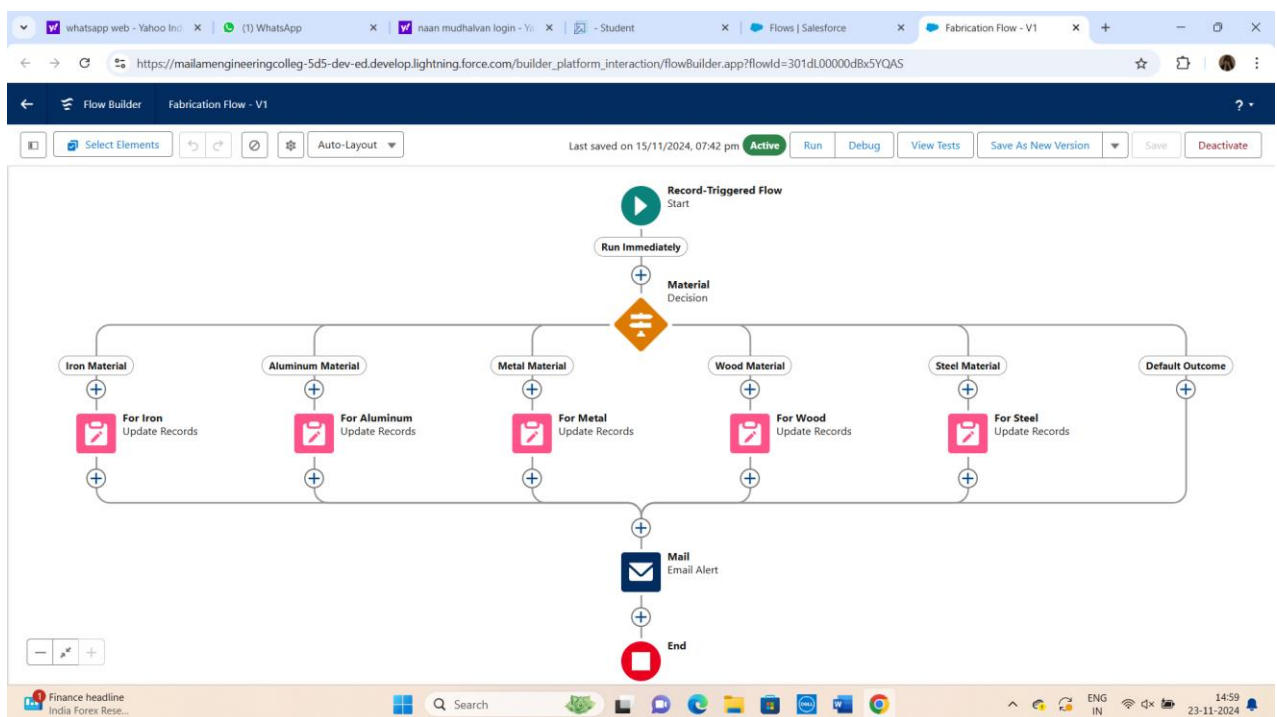 whatsapp web - Yahoo Ind
(1) WhatsApp
naan mudhalvan login - Ya
- Student
Flows | Salesforce
Fabrication Flow - V1
https://mailamengineeringcolleg-5d5-dev-ed.develop.lightning.force.com/builder_platform_interaction/flowBuilder.app?flowId=301dL00000dBx5YQAS
Flow Builder Fabrication Flow - V1 ?
Select Elements Auto-Layout Last saved on 15/11/2024, 07:42 pm Active Run Debug View Tests Save As New Version Save Deactivate
Record-Triggered Flow
Start
Run Immediately
Material
Decision
Iron Material Aluminum Material Metal Material Wood Material Steel Material Default Outcome
For Iron For Aluminum For Metal For Wood For Steel
Update Records Update Records Update Records Update Records Update Records
Mail
Email Alert
End
1
Finance headline
India Forex Rese...
Search
DELL
W
ENG
IN
14:59
23-11-2024